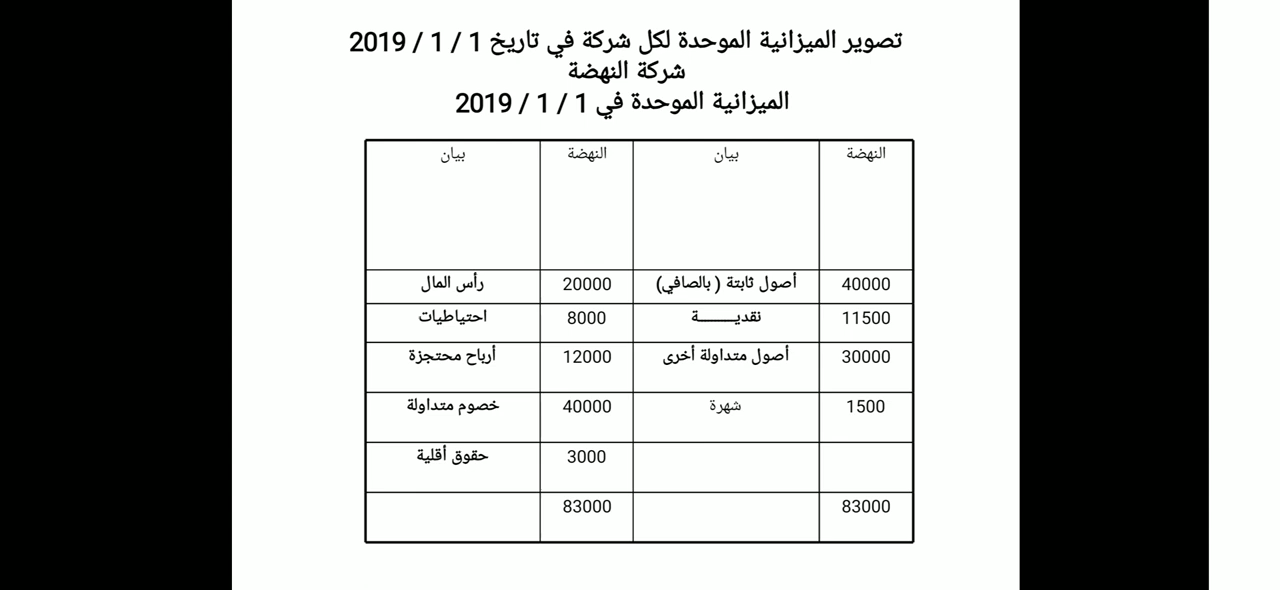 تصوير الميزانية الموحدة لكل شركة في تاريخ 1 / 1 / 2019
شركة النهضة
الميزانية الموحدة في 1 / 1 / 2019
النهضة بيان النهضة بيان
40000 أصول ثابتة ( بالصافي) 20000 رأس المال
11500 نقديـــــــــة 8000 احتياطيات
30000 أصول متداولة أخرى 12000 أرباح محتجزة
1500 شهرة 40000 خصوم متداولة
3000 حقوق أقلية
83000 83000